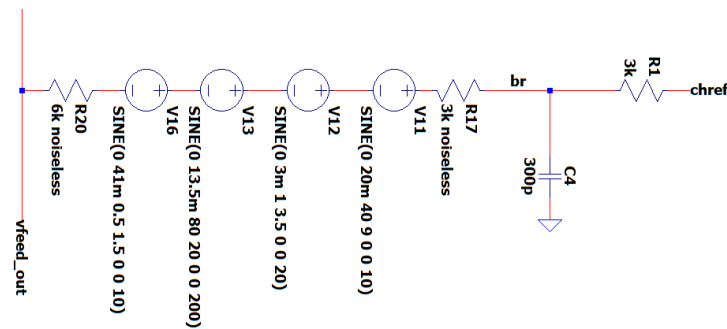 br
R1
3k
chref
R20
6k noiseless
V16
SINE(0 41m 0.5 1.5 0 0 10)
V13
SINE(0 13.5m 80 20 0 0 200)
V12
SINE(0 3m 1 3.5 0 0 20)
V11
SINE(0 20m 40 9 0 0 10)
R17
3k noiseless
C4
300p
vfeed_out